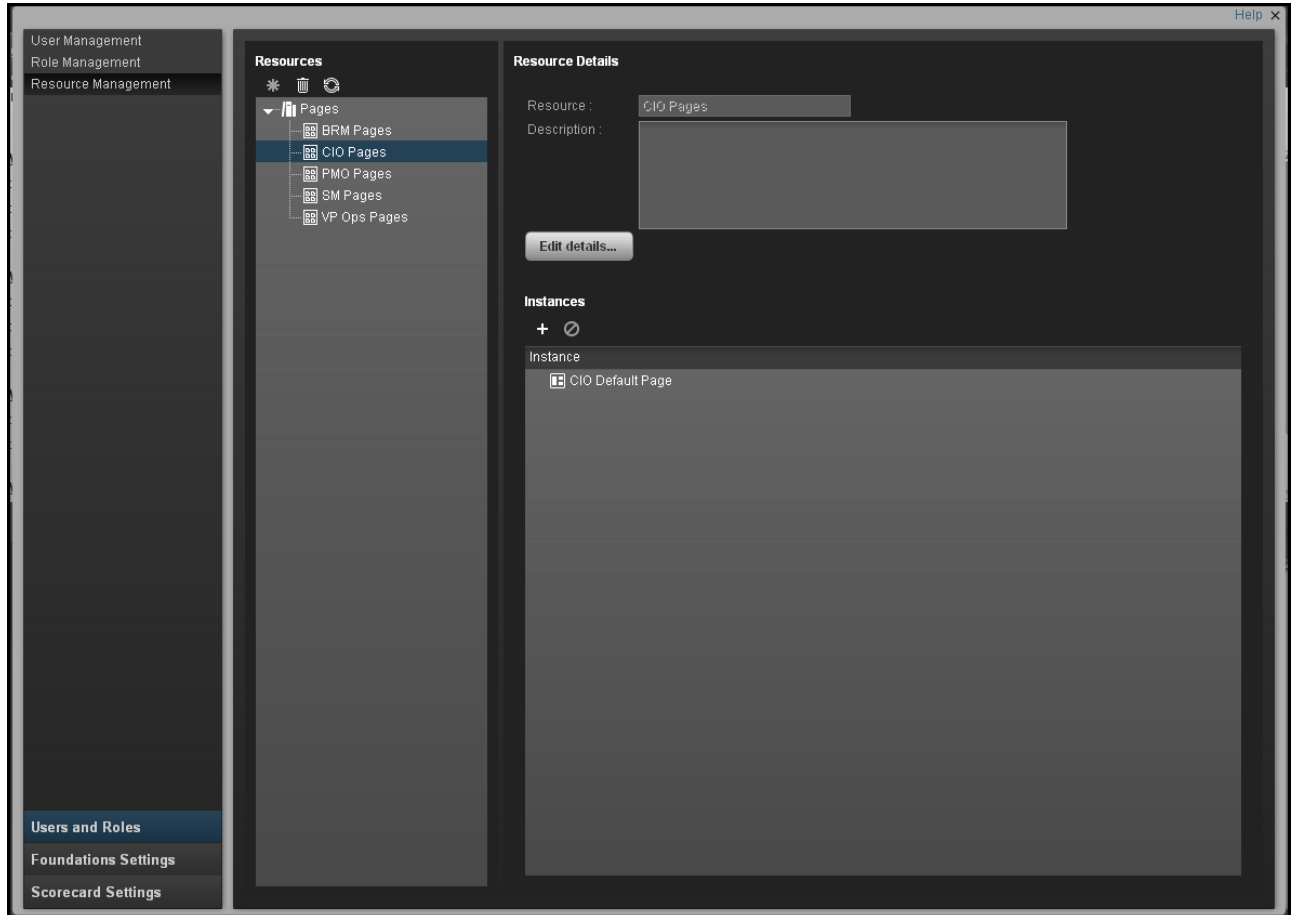 Help
User Management
Role Management
Resource Management
Users and Roles
Foundations Settings
Scorecard Settings
Resources
Pages
BRM Pages
CIO Pages
PMO Pages
SM Pages
VP Ops Pages
Resource Details
Resource : CIO Pages
Description :
Edit details...
Instances
Instance
CIO Default Page